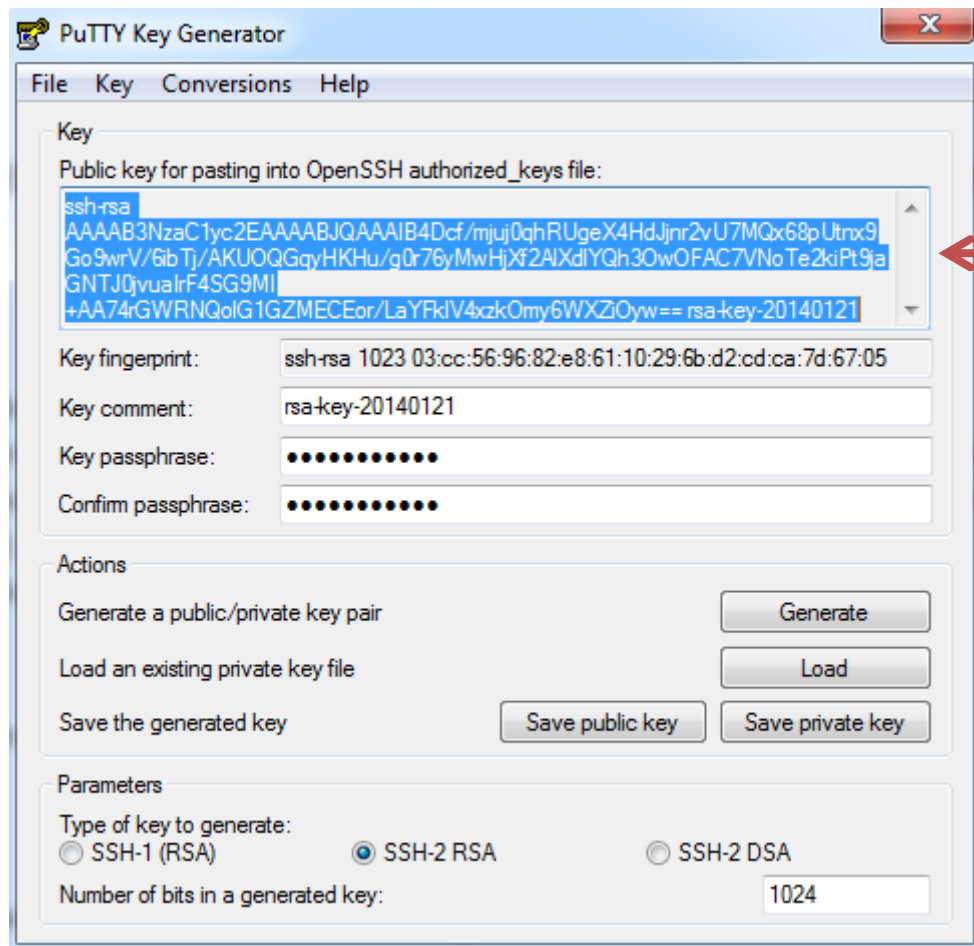 PuTTY Key Generator
File Key Conversions Help
Key
Public key for pasting into OpenSSH authorized_keys file:
ssh-rsa
AAAAB3NzaC1yc2EAAAABJQAAAIB4Dcf/mjuj0qhRUgeX4HdJjnr2vU7MQx68pUtnx9
Go9wrV/6ibTj/AKUOQGqyHKHu/g0r76yMwHjXf2AIXdlYQh3OwOFAC7VNoTe2kiPt9ja
GNTJ0jvuaIrF4SG9MI
+AA74rGWRNQolG1GZMECEor/LaYFkIV4xzkOmy6WXZiOyw== rsa-key-20140121
Key fingerprint: ssh-rsa 1023 03:cc:56:96:82:e8:61:10:29:6b:d2:cd:ca:7d:67:05
Key comment: rsa-key-20140121
Key passphrase: ●●●●●●●●●●●
Confirm passphrase: ●●●●●●●●●●●
Actions
Generate a public/private key pair Generate
Load an existing private key file Load
Save the generated key Save public key Save private key
Parameters
Type of key to generate:
SSH-1 (RSA) SSH-2 RSA SSH-2 DSA
Number of bits in a generated key: 1024